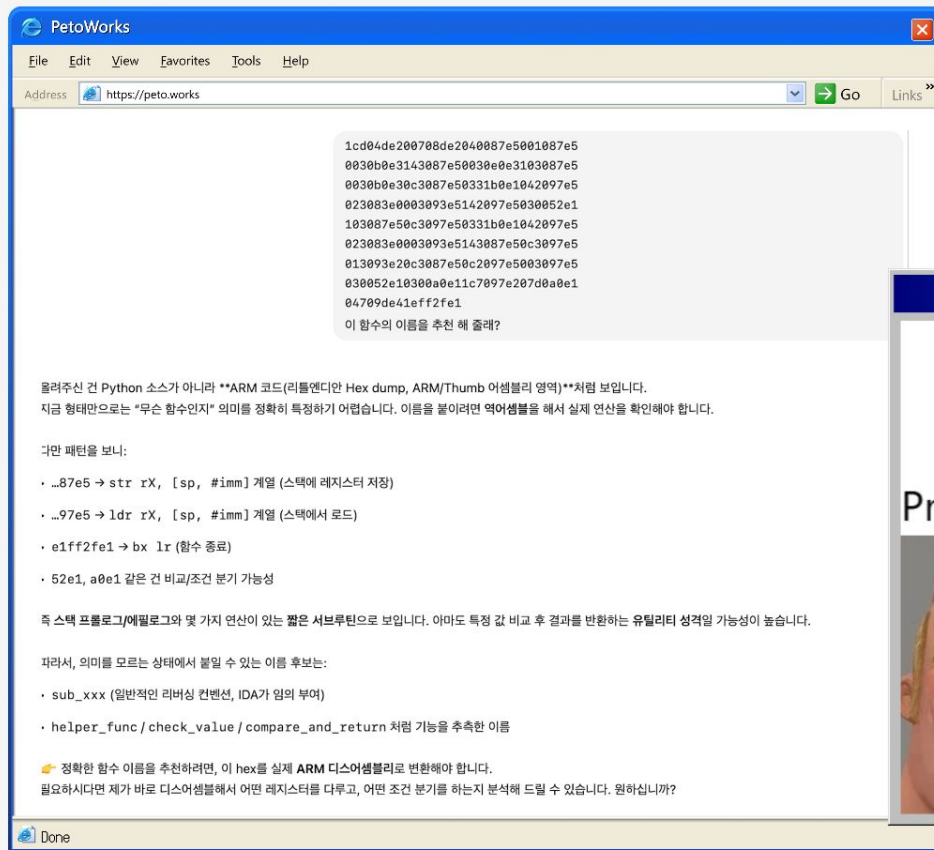 PetoWorks
File Edit View Favorites Tools Help
Address https://peto.works Go Links »
1cd04de200708de2040087e5001087e5
0030b0e3143087e50030e0e3103087e5
0030b0e30c3087e50331b0e1042097e5
023083e0003093e5142097e5030052e1
103087e50c3097e50331b0e1042097e5
023083e0003093e5143087e50c3097e5
013093e20c3087e50c2097e5003097e5
030052e10300a0e11c7097e207d0a0e1
04709de41eff2fe1
이 함수의 이름을 추천 해 줄래?
올려주신 건 Python 소스가 아니라 **ARM 코드(리틀엔디안 Hex dump, ARM/Thumb 어셈블리 영역)**처럼 보입니다.
지금 형태만으로는 "무슨 함수인지" 의미를 정확히 특정하기 어렵습니다. 이름을 붙이려면 역어셈블을 해서 실제 연산을 확인해야 합니다.
다만 패턴을 보니:
• …87e5 → str rX, [sp, #imm] 계열 (스택에 레지스터 저장)
• …97e5 → ldr rX, [sp, #imm] 계열 (스택에서 로드)
• e1ff2fe1 → bx lr (함수 종료)
• 52e1, a0e1 같은 건 비교/조건 분기 가능성
즉 스택 프롤로그/에필로그와 몇 가지 연산이 있는 짧은 서브루틴으로 보입니다. 아마도 특정 값 비교 후 결과를 반환하는 유틸리티 성격일 가능성이 높습니다.
따라서, 의미를 모르는 상태에서 붙일 수 있는 이름 후보는:
• sub_xxx (일반적인 리버싱 컨벤션, IDA가 임의 부여)
• helper_func / check_value / compare_and_return 처럼 기능을 추측한 이름
👉 정확한 함수 이름을 추천하려면, 이 hex를 실제 ARM 디스어셈블리로 변환해야 합니다.
필요하시다면 제가 바로 디스어셈블해서 어떤 레지스터를 다루고, 어떤 조건 분기를 하는지 분석해 드릴 수 있습니다. 원하십니까?
Pr
Done